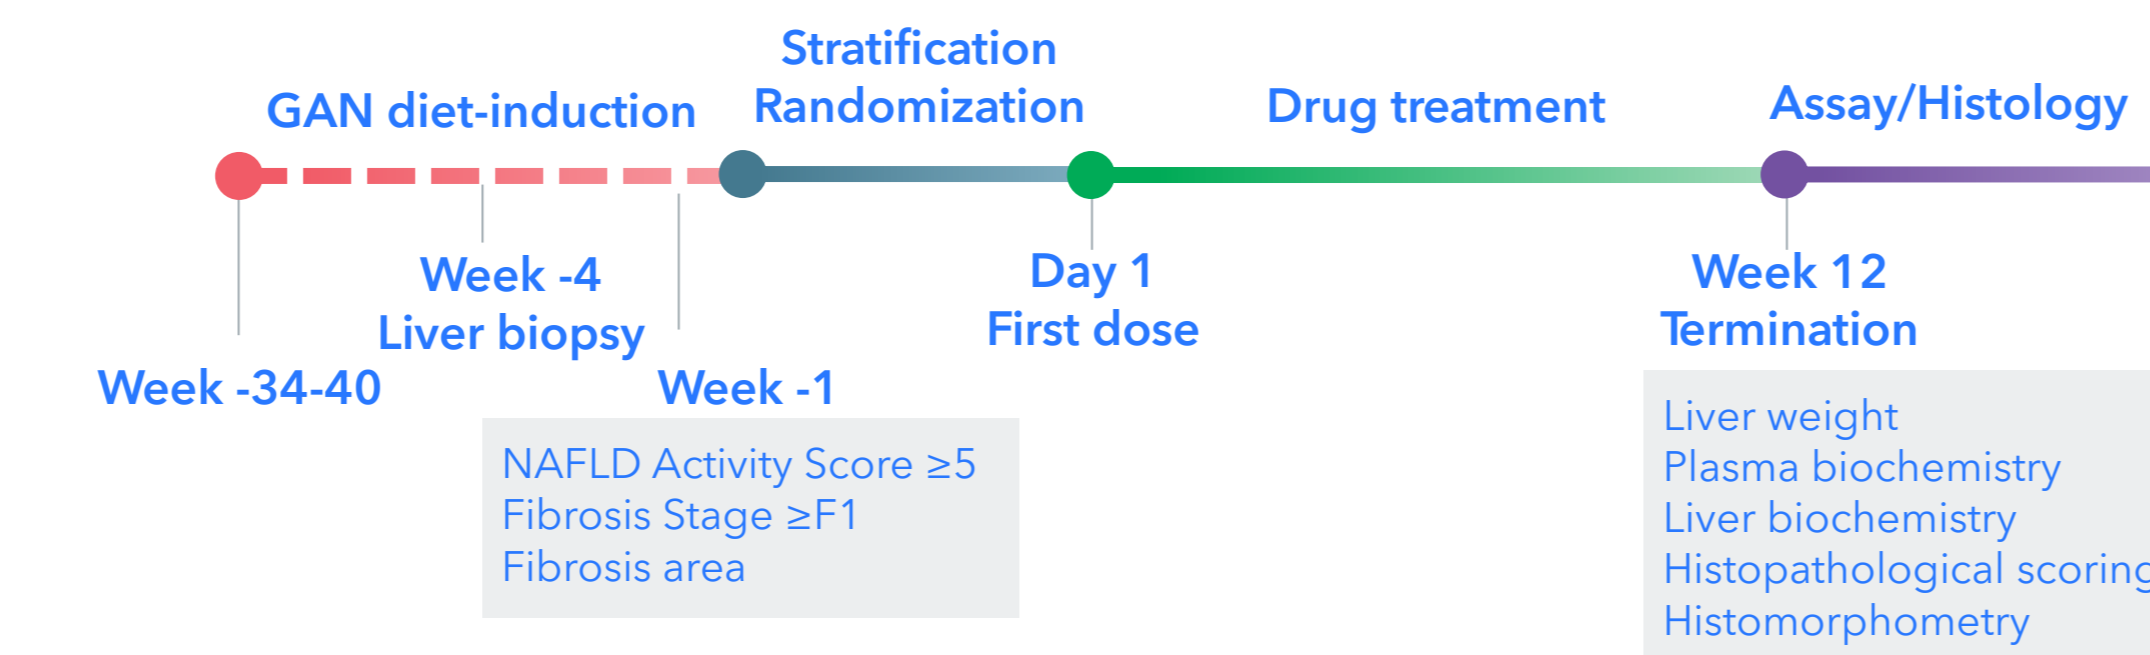 Stratification
Randomization
GAN diet-induction
Drug treatment
Assay/Histology
Week -4
Liver biopsy
Week -34-40
Week -1
NAFLD Activity Score ≥5
Fibrosis Stage ≥F1
Fibrosis area
Day 1
First dose
Week 12
Termination
Liver weight
Plasma biochemistry
Liver biochemistry
Histopathological scoring
Histomorphometry